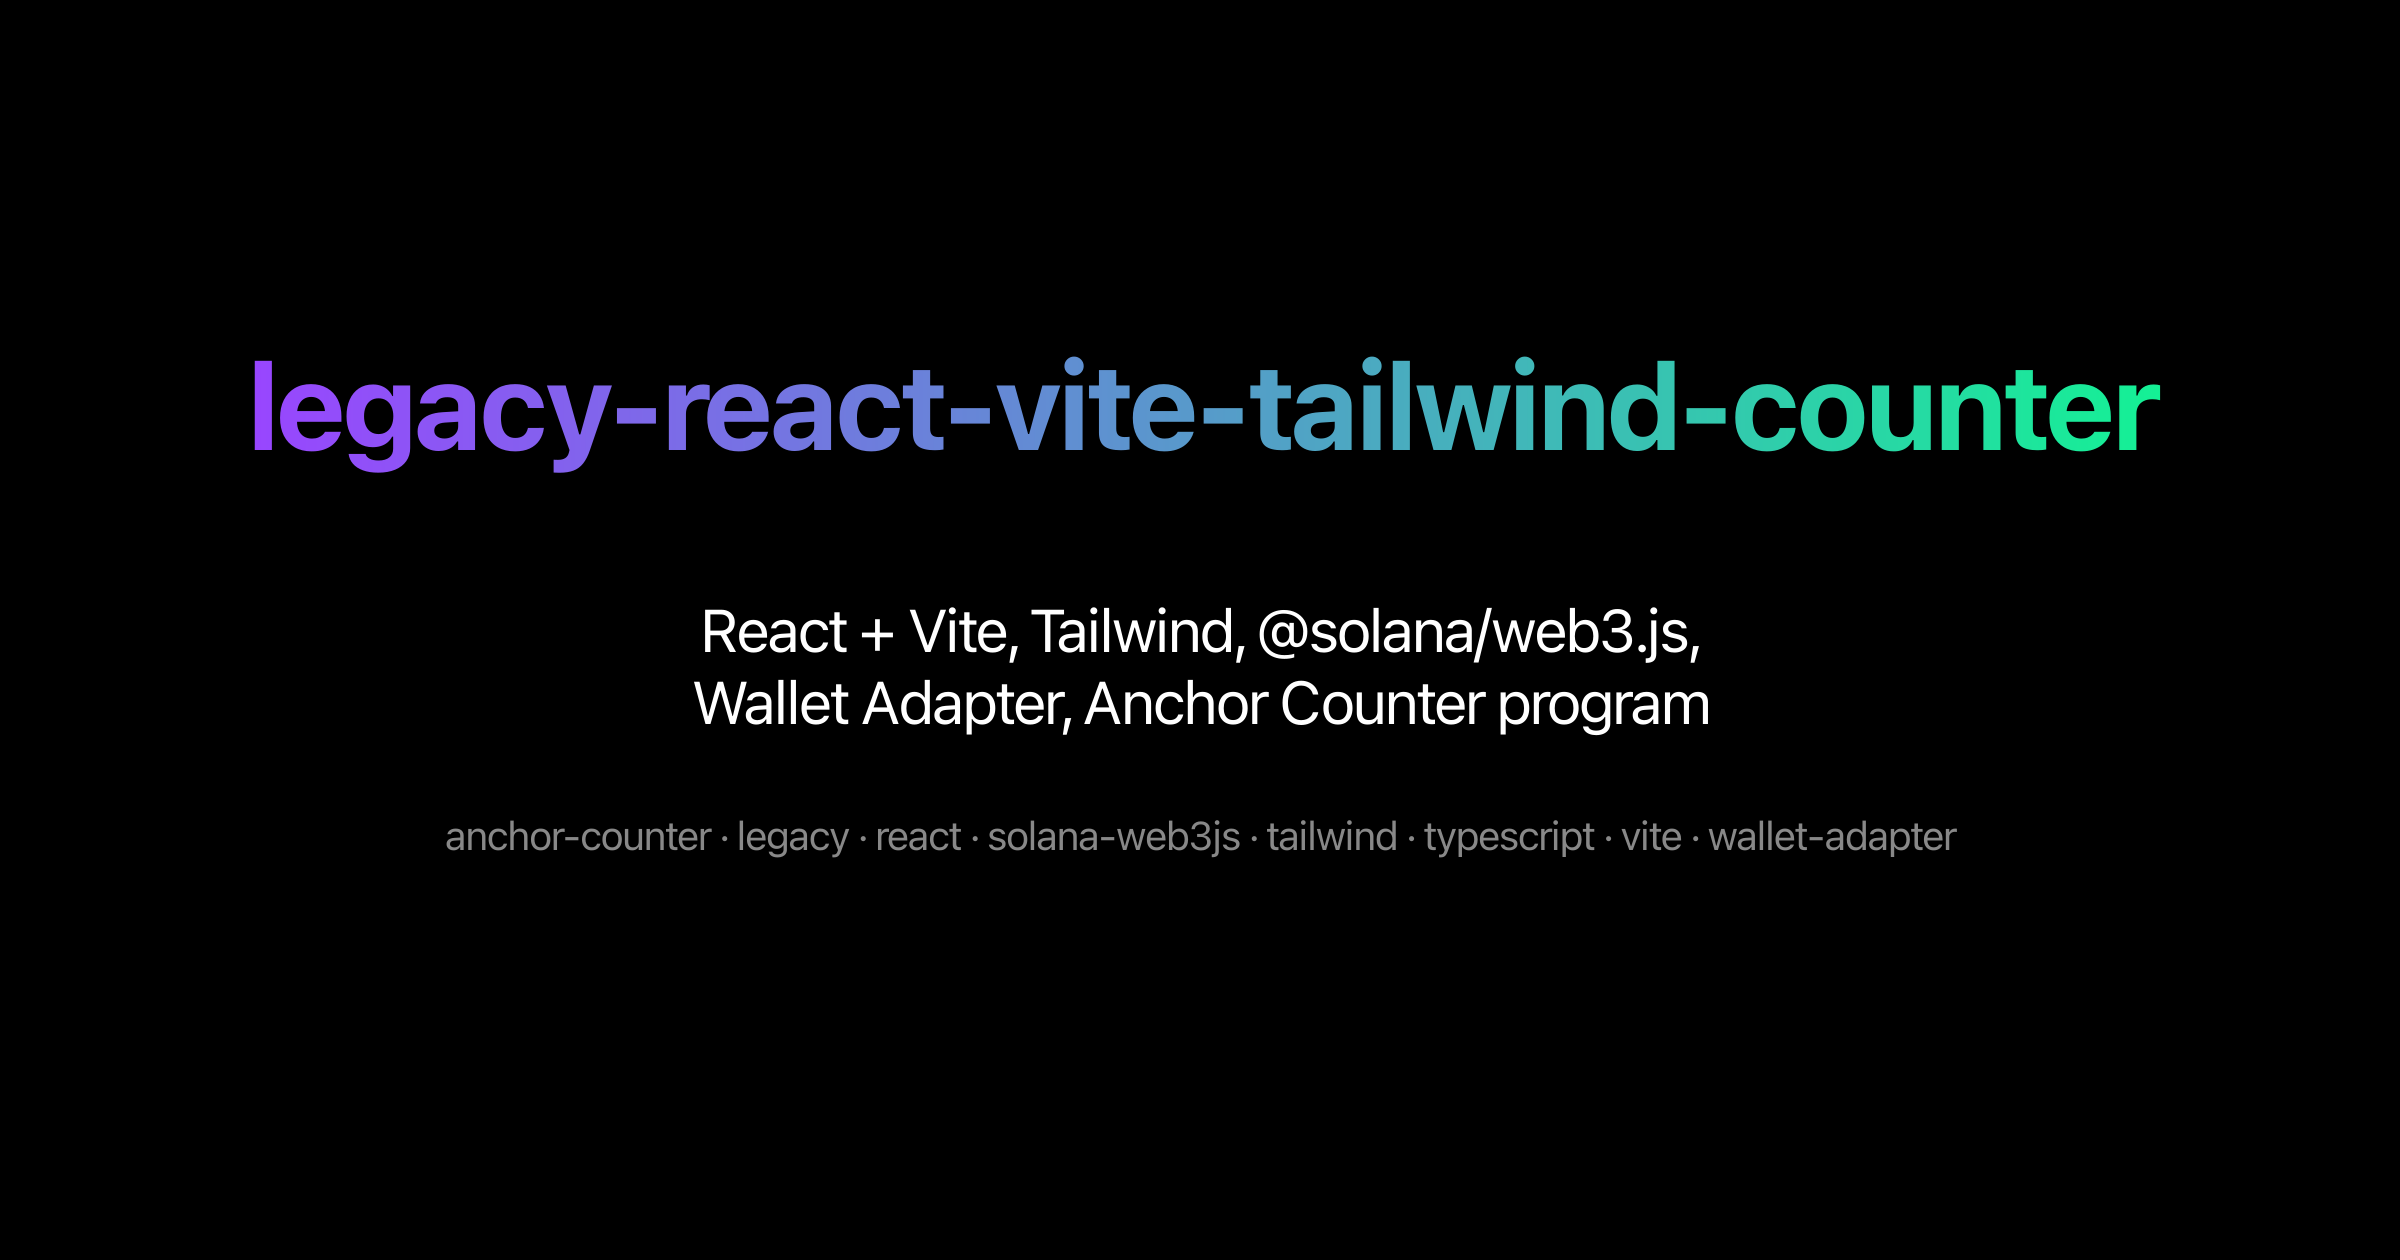 legacy-react-vite-tailwind-counter
React + Vite, Tailwind, @solana/web3.js,
Wallet Adapter, Anchor Counter program
anchor-counter · legacy · react · solana-web3js · tailwind · typescript · vite · wallet-adapter